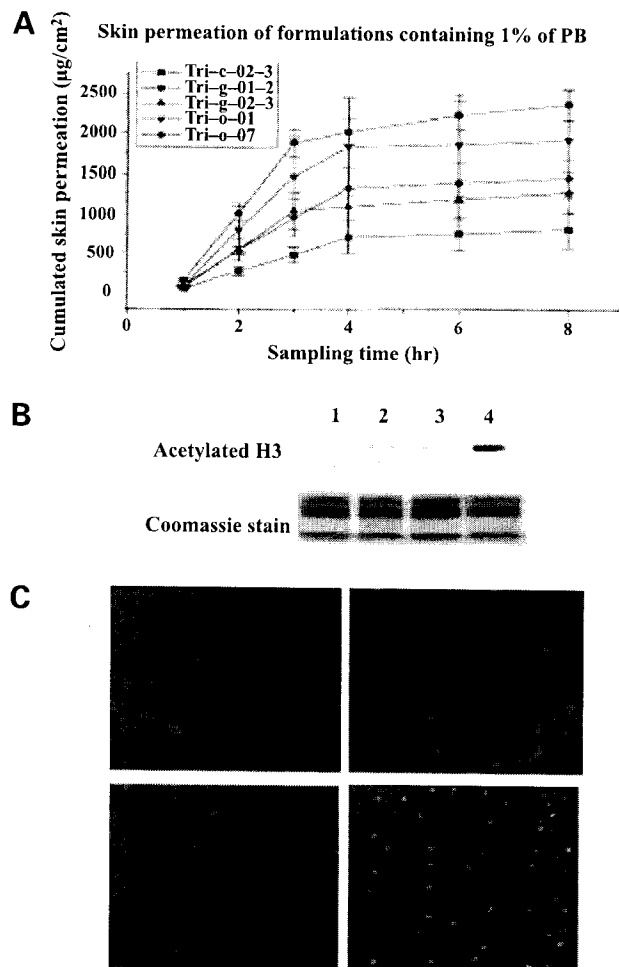 A
Skin permeation of formulations containing 1% of PB
Cumulated skin permeation (µg/cm²)
Tri–c–02–3
Tri–g–01–2
Tri–g–02–3
Tri–o–01
Tri–o–07
2500
2000
1500
1000
500
0
0 2 4 6 8
Sampling time (hr)
B
1 2 3 4
Acetylated H3
Coomassie stain
C